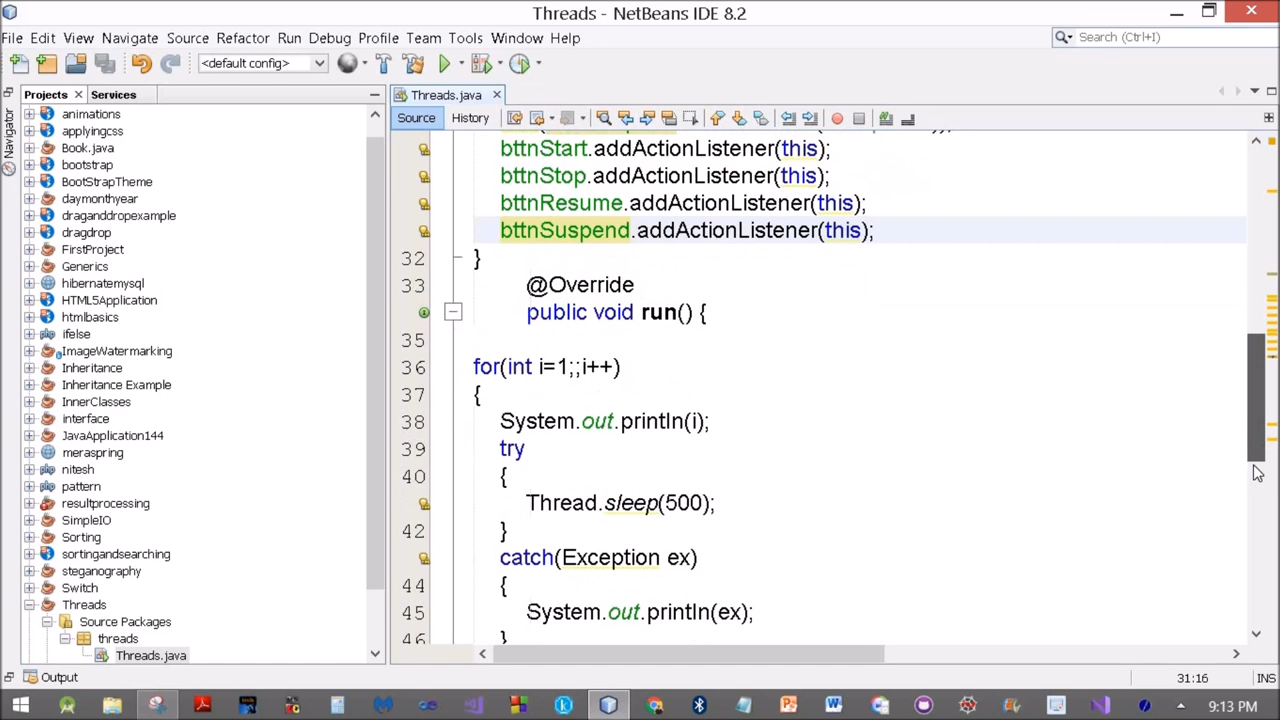 Threads - NetBeans IDE 8.2
File Edit View Navigate Source Refactor Run Debug Profile Team Tools Window Help
Search (Ctrl+I)
<default config>
Projects Services
Threads.java
Navigator
Source History
animations
applyingcss
Book.java
bootstrap
BootStrapTheme
daymonthyear
draganddropexample
dragdrop
FirstProject
Generics
hibernatemysql
HTML5Application
htmlbasics
ifelse
ImageWatermarking
Inheritance
Inheritance Example
InnerClasses
interface
JavaApplication144
meraspring
nitesh
pattern
resultprocessing
SimpleIO
Sorting
sortingandsearching
steganography
Switch
Threads
Source Packages
threads
Threads.java
bttnStart.addActionListener(this);
bttnStop.addActionListener(this);
bttnResume.addActionListener(this);
bttnSuspend.addActionListener(this);
32 }
33 @Override
public void run() {
35
36 for(int i=1;;i++)
37 {
38 System.out.println(i);
39 try
40 {
Thread.sleep(500);
42 }
catch(Exception ex)
44 {
45 System.out.println(ex);
46 }
Output
31:16 INS
9:13 PM